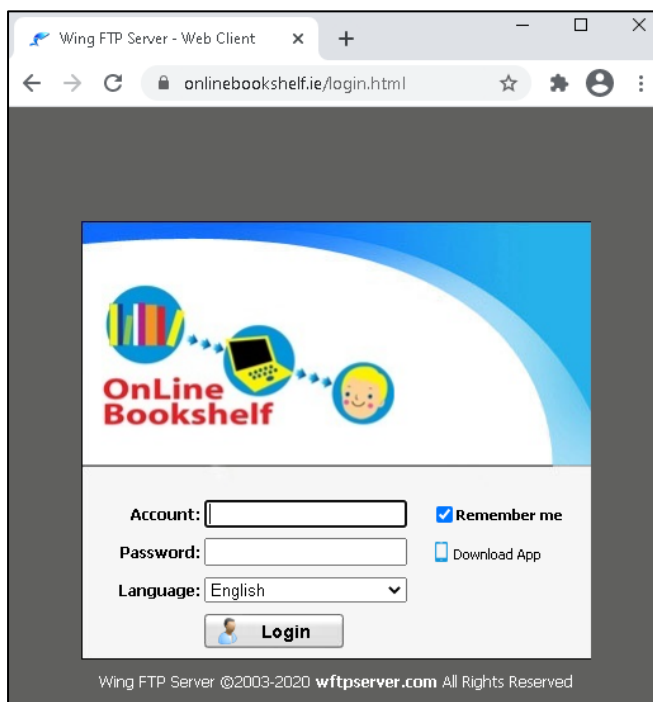 Wing FTP Server - Web Client
onlinebookshelf.ie/login.html
OnLine
Bookshelf
Account:
Remember me
Password:
Download App
Language: English
Login
Wing FTP Server ©2003-2020 wftpserver.com All Rights Reserved